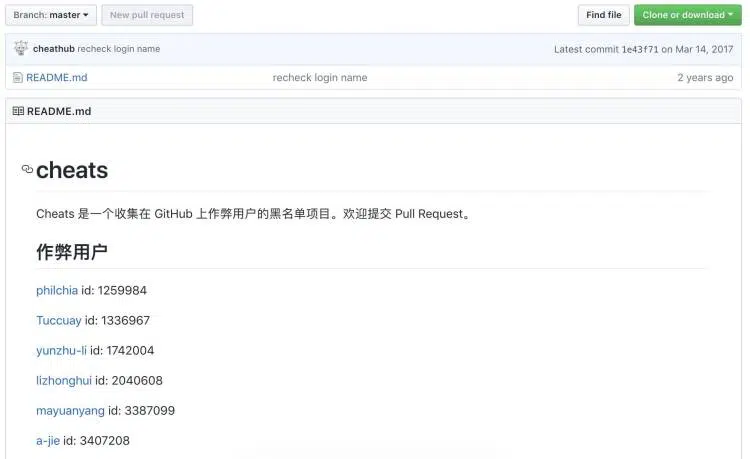 Branch: master New pull request Find file Clone or download
cheathub recheck login name Latest commit 1e43f71 on Mar 14, 2017
README.md recheck login name 2 years ago
README.md
cheats
Cheats 是一个收集在 GitHub 上作弊用户的黑名单项目。欢迎提交 Pull Request。
作弊用户
philchia id: 1259984
Tuccuay id: 1336967
yunzhu-li id: 1742004
lizhonghui id: 2040608
mayuanyang id: 3387099
a-jie id: 3407208